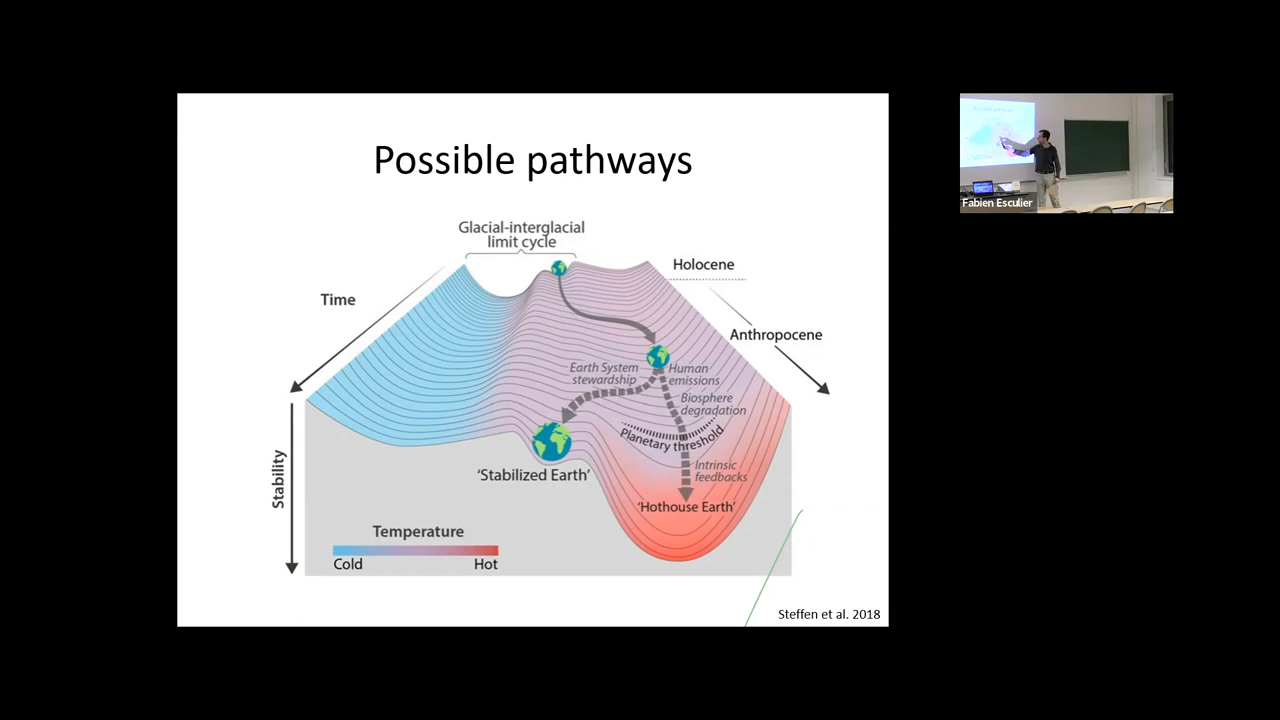 Possible pathways
Glacial-interglacial
limit cycle
Holocene
Time
Anthropocene
Earth System
stewardship
Human
emissions
Biosphere
degradation
Planetary threshold
Stability
'Stabilized Earth'
Intrinsic
feedbacks
'Hothouse Earth'
Temperature
Cold
Hot
Steffen et al. 2018
Fabien Esculier